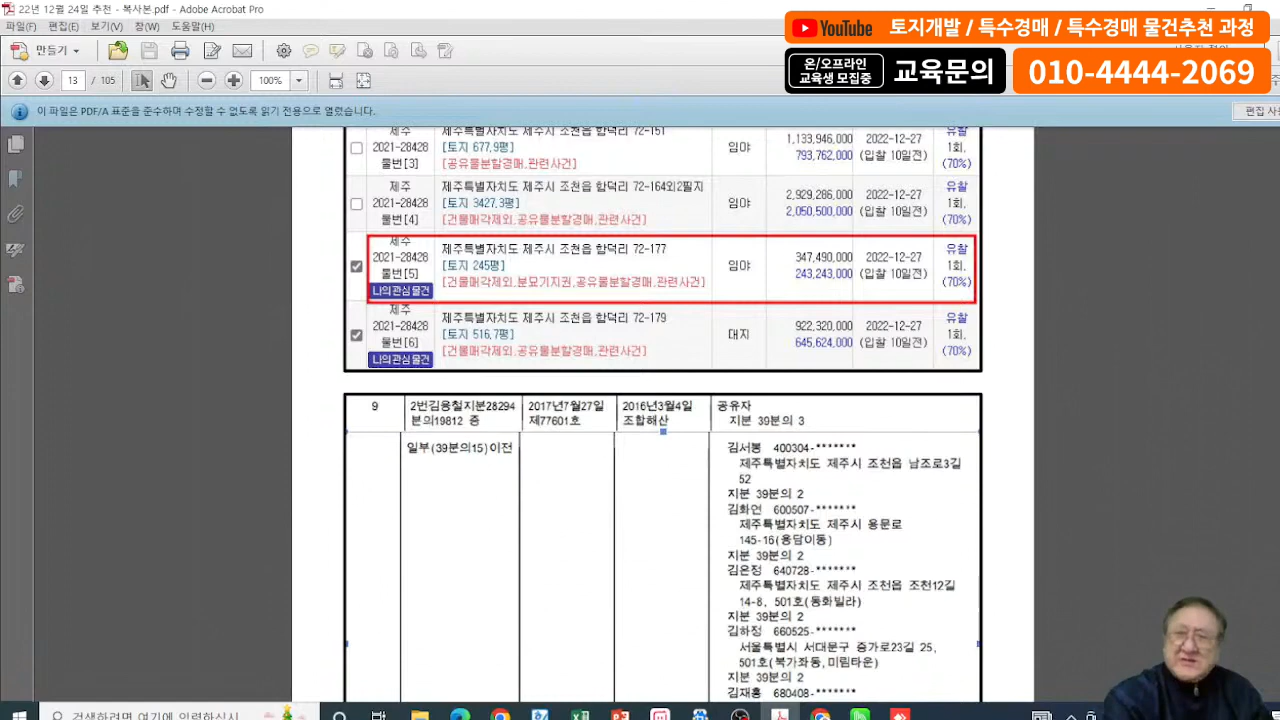 22년 12월 24일 추천 - 복사본.pdf - Adobe Acrobat Pro
파일(F) 편집(E) 보기(V) 창(W) 도움말(H)
YouTube 토지개발 / 특수경매 / 특수경매 물건추천 과정
온/오프라인
교육생 모집중
교육문의
010-4444-2069
만들기
13 / 105
100%
이 파일은 PDF/A 표준을 준수하며 수정할 수 없도록 읽기 전용으로 열렸습니다.
편집 사용
제주
2021-28428
물번[3]
제주특별자치도 제주시 조천읍 함덕리 72-151
[토지 677.9평]
[공유물분할경매,관련사건]
임야
1,133,946,000
793,762,000
2022-12-27
(입찰 10일전)
유찰
1회,
(70%)
제주
2021-28428
물번[4]
제주특별자치도 제주시 조천읍 함덕리 72-164외2필지
[토지 3427.3평]
[건물매각제외,공유물분할경매,관련사건]
임야
2,929,286,000
2,050,500,000
2022-12-27
(입찰 10일전)
유찰
1회,
(70%)
제주
2021-28428
물번[5]
나의관심물건
제주특별자치도 제주시 조천읍 함덕리 72-177
[토지 245평]
[건물매각제외,분묘기지권,공유물분할경매,관련사건]
임야
347,490,000
243,243,000
2022-12-27
(입찰 10일전)
유찰
1회,
(70%)
제주
2021-28428
물번[6]
나의관심물건
제주특별자치도 제주시 조천읍 함덕리 72-179
[토지 516.7평]
[건물매각제외,공유물분할경매,관련사건]
대지
922,320,000
645,624,000
2022-12-27
(입찰 10일전)
유찰
1회,
(70%)
9
2번김용철지분28294
분의19812 중
일부(39분의15)이전
2017년7월27일
제77601호
2016년3월4일
조합해산
공유자
지분 39분의 3
김서봉 400304-*******
제주특별자치도 제주시 조천읍 남조로3길
52
지분 39분의 2
김화연 600507-*******
제주특별자치도 제주시 용문로
145-16(용담이동)
지분 39분의 2
김은정 640728-*******
제주특별자치도 제주시 조천읍 조천12길
14-8, 501호(동화빌라)
지분 39분의 2
김하정 660525-*******
서울특별시 서대문구 증가로23길 25,
501호(북가좌동,미림타운)
지분 39분의 2
김재홍 680408-*******
검색하려면 여기에 입력하십시